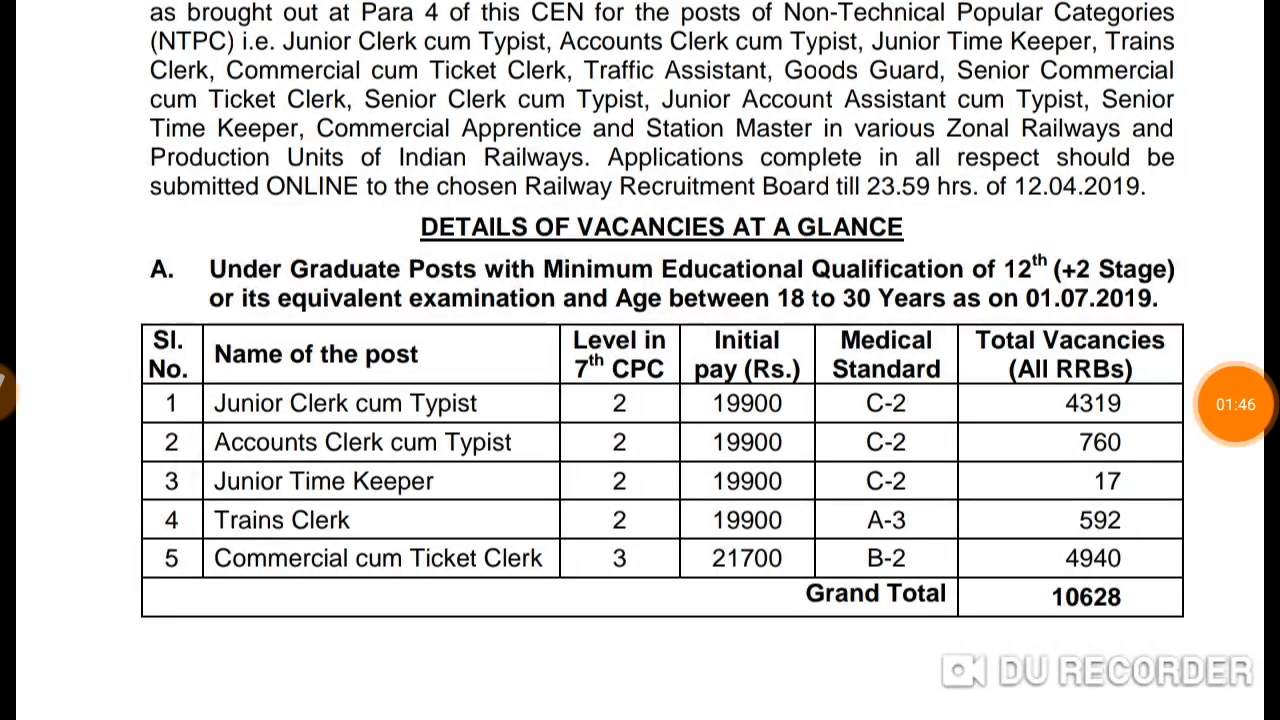 as brought out at Para 4 of this CEN for the posts of Non-Technical Popular Categories
(NTPC) i.e. Junior Clerk cum Typist, Accounts Clerk cum Typist, Junior Time Keeper, Trains
Clerk, Commercial cum Ticket Clerk, Traffic Assistant, Goods Guard, Senior Commercial
cum Ticket Clerk, Senior Clerk cum Typist, Junior Account Assistant cum Typist, Senior
Time Keeper, Commercial Apprentice and Station Master in various Zonal Railways and
Production Units of Indian Railways. Applications complete in all respect should be
submitted ONLINE to the chosen Railway Recruitment Board till 23.59 hrs. of 12.04.2019.
DETAILS OF VACANCIES AT A GLANCE
A. Under Graduate Posts with Minimum Educational Qualification of 12th (+2 Stage)
or its equivalent examination and Age between 18 to 30 Years as on 01.07.2019.
Sl. No. Name of the post Level in 7th CPC Initial pay (Rs.) Medical Standard Total Vacancies (All RRBs)
1 Junior Clerk cum Typist 2 19900 C-2 4319
2 Accounts Clerk cum Typist 2 19900 C-2 760
3 Junior Time Keeper 2 19900 C-2 17
4 Trains Clerk 2 19900 A-3 592
5 Commercial cum Ticket Clerk 3 21700 B-2 4940
Grand Total 10628
01:46
DU RECORDER